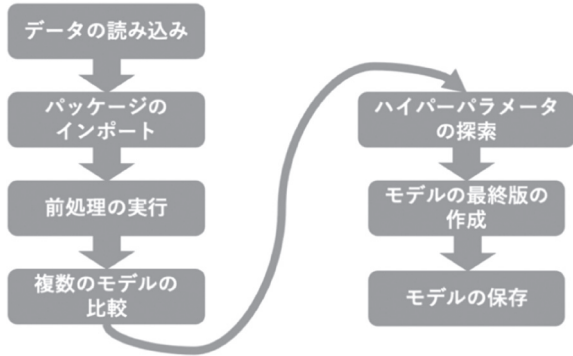 データの読み込み
パッケージの
インポート
前処理の実行
複数のモデルの
比較
ハイパーパラメータ
の探索
モデルの最終版の
作成
モデルの保存